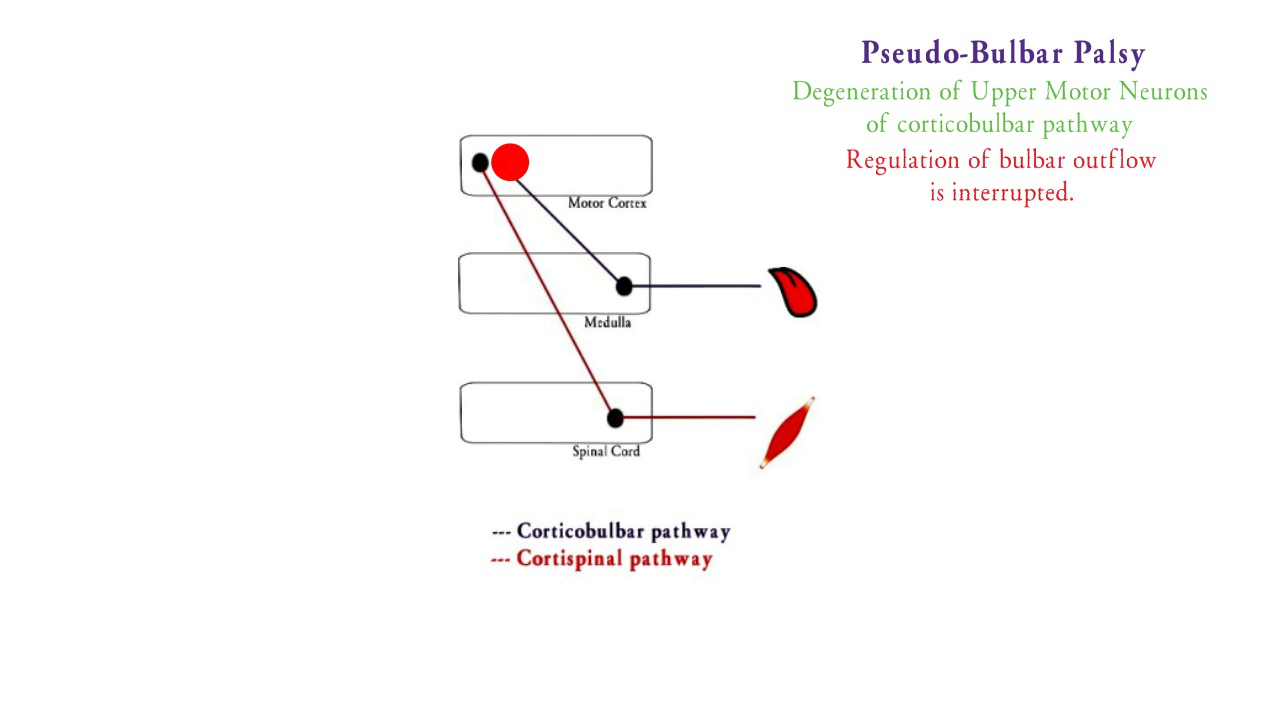 Pseudo-Bulbar Palsy
Degeneration of Upper Motor Neurons
of corticobulbar pathway
Regulation of bulbar outflow
is interrupted.
Motor Cortex
Medulla
Spinal Cord
--- Corticobulbar pathway
--- Cortispinal pathway